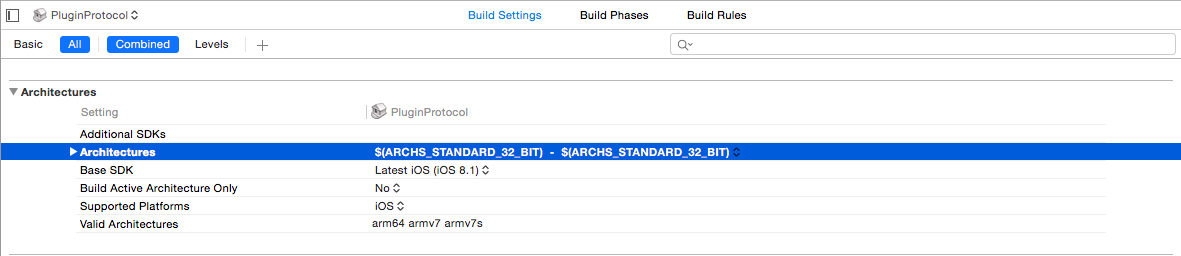 PluginProtocol Build Settings Build Phases Build Rules
Basic All Combined Levels
Architectures
Setting PluginProtocol
Additional SDKs
Architectures $(ARCHS_STANDARD_32_BIT) - $(ARCHS_STANDARD_32_BIT)
Base SDK Latest iOS (iOS 8.1)
Build Active Architecture Only No
Supported Platforms iOS
Valid Architectures arm64 armv7 armv7s